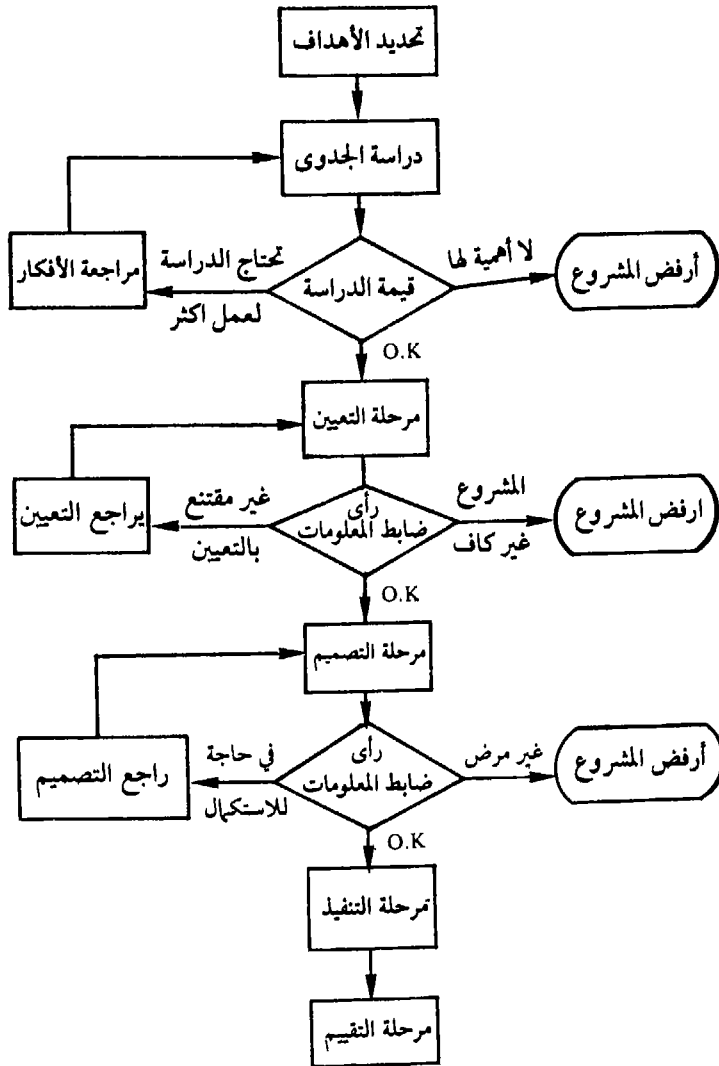 تحديد الأهداف
دراسة الجدوى
لا أهمية لها
أرفض المشروع
قيمة الدراسة
تحتاج الدراسة
لعمل اكثر
مراجعة الأفكار
O.K
مرحلة التعيين
المشروع
غير كاف
ارفض المشروع
رأى
ضابط المعلومات
غير مقتنع
بالتعيين
يراجع التعيين
O.K
مرحلة التصميم
غير مرض
أرفض المشروع
رأى
ضابط المعلومات
في حاجة
للاستكمال
راجع التصميم
O.K
مرحلة التنفيذ
مرحلة التقييم